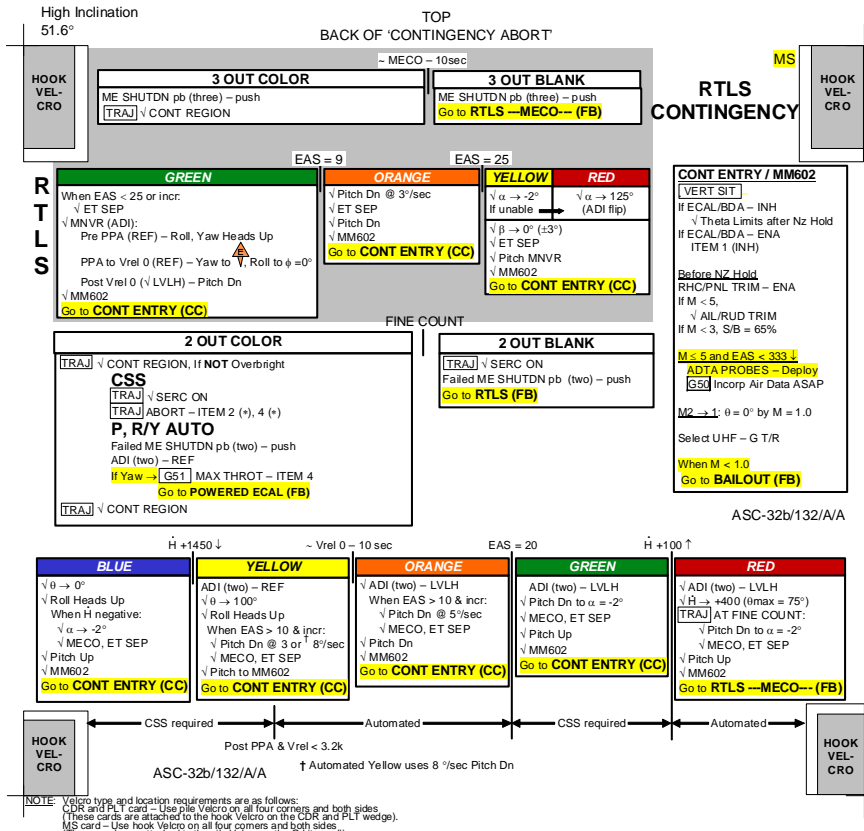 High Inclination
51.6°
TOP
BACK OF ‘CONTINGENCY ABORT’
~ MECO – 10sec
MS
HOOK
VEL-
CRO
HOOK
VEL-
CRO
3 OUT COLOR
ME SHUTDN pb (three) – push
TRAJ √ CONT REGION
3 OUT BLANK
ME SHUTDN pb (three) – push
Go to RTLS ---MECO--- (FB)
RTLS
CONTINGENCY
RTLS
EAS = 9
EAS = 25
GREEN
When EAS < 25 or incr:
√ ET SEP
√ MNVR (ADI):
Pre PPA (REF) – Roll, Yaw Heads Up
E
PPA to Vrel 0 (REF) – Yaw to , Roll to ϕ =0°
Post Vrel 0 (√ LVLH) – Pitch Dn
√ MM602
Go to CONT ENTRY (CC)
ORANGE
√ Pitch Dn @ 3°/sec
√ ET SEP
√ Pitch Dn
√ MM602
Go to CONT ENTRY (CC)
YELLOW
√ α → -2°
If unable
RED
√ α → 125°
(ADI flip)
√ β → 0° (±3°)
√ ET SEP
√ Pitch MNVR
√ MM602
Go to CONT ENTRY (CC)
CONT ENTRY / MM602
VERT SIT
If ECAL/BDA – INH
√ Theta Limits after Nz Hold
If ECAL/BDA – ENA
ITEM 1 (INH)
Before NZ Hold
RHC/PNL TRIM – ENA
If M < 5,
√ AIL/RUD TRIM
If M < 3, S/B = 65%
M ≤ 5 and EAS < 333 ↓
ADTA PROBES – Deploy
G50 Incorp Air Data ASAP
M2 → 1: θ = 0° by M = 1.0
Select UHF – G T/R
When M < 1.0
Go to BAILOUT (FB)
ASC-32b/132/A/A
FINE COUNT
2 OUT COLOR
TRAJ √ CONT REGION, If NOT Overbright
CSS
TRAJ √ SERC ON
TRAJ ABORT – ITEM 2 (*), 4 (*)
P, R/Y AUTO
Failed ME SHUTDN pb (two) – push
ADI (two) – REF
If Yaw → G51 MAX THROT – ITEM 4
Go to POWERED ECAL (FB)
TRAJ √ CONT REGION
2 OUT BLANK
TRAJ √ SERC ON
Failed ME SHUTDN pb (two) – push
Go to RTLS (FB)
Ḣ +1450 ↓
~ Vrel 0 – 10 sec
EAS = 20
Ḣ +100 ↑
BLUE
√ θ → 0°
√ Roll Heads Up
When Ḣ negative:
√ α → -2°
√ MECO, ET SEP
√ Pitch Up
√ MM602
Go to CONT ENTRY (CC)
YELLOW
ADI (two) – REF
√ θ → 100°
√ Roll Heads Up
When EAS > 10 & incr:
√ Pitch Dn @ 3 or † 8°/sec
√ MECO, ET SEP
√ Pitch to MM602
Go to CONT ENTRY (CC)
ORANGE
√ ADI (two) – LVLH
When EAS > 10 & incr:
√ Pitch Dn @ 5°/sec
√ MECO, ET SEP
√ Pitch Dn
√ MM602
Go to CONT ENTRY (CC)
GREEN
ADI (two) – LVLH
√ Pitch Dn to α = -2°
√ MECO, ET SEP
√ Pitch Up
√ MM602
Go to CONT ENTRY (CC)
RED
√ ADI (two) – LVLH
√ Ḣ → +400 (θmax = 75°)
TRAJ AT FINE COUNT:
√ Pitch Dn to α = -2°
√ MECO, ET SEP
√ Pitch Up
√ MM602
Go to RTLS ---MECO--- (FB)
CSS required
Automated
CSS required
Automated
HOOK
VEL-
CRO
HOOK
VEL-
CRO
Post PPA & Vrel < 3.2k
ASC-32b/132/A/A
† Automated Yellow uses 8 °/sec Pitch Dn
NOTE: Velcro type and location requirements are as follows:
CDR and PLT card – Use pile Velcro on all four corners and both sides
(These cards are attached to the hook Velcro on the CDR and PLT wedge).
MS card – Use hook Velcro on all four corners and both sides